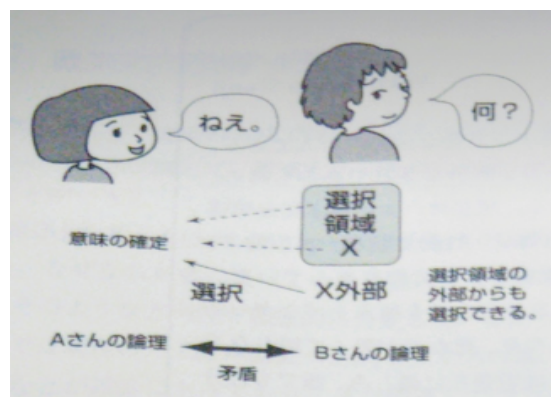 ねえ。
何？
選択
領域
X
意味の確定
選択
X外部
選択領域の
外部からも
選択できる。
Aさんの論理
Bさんの論理
矛盾